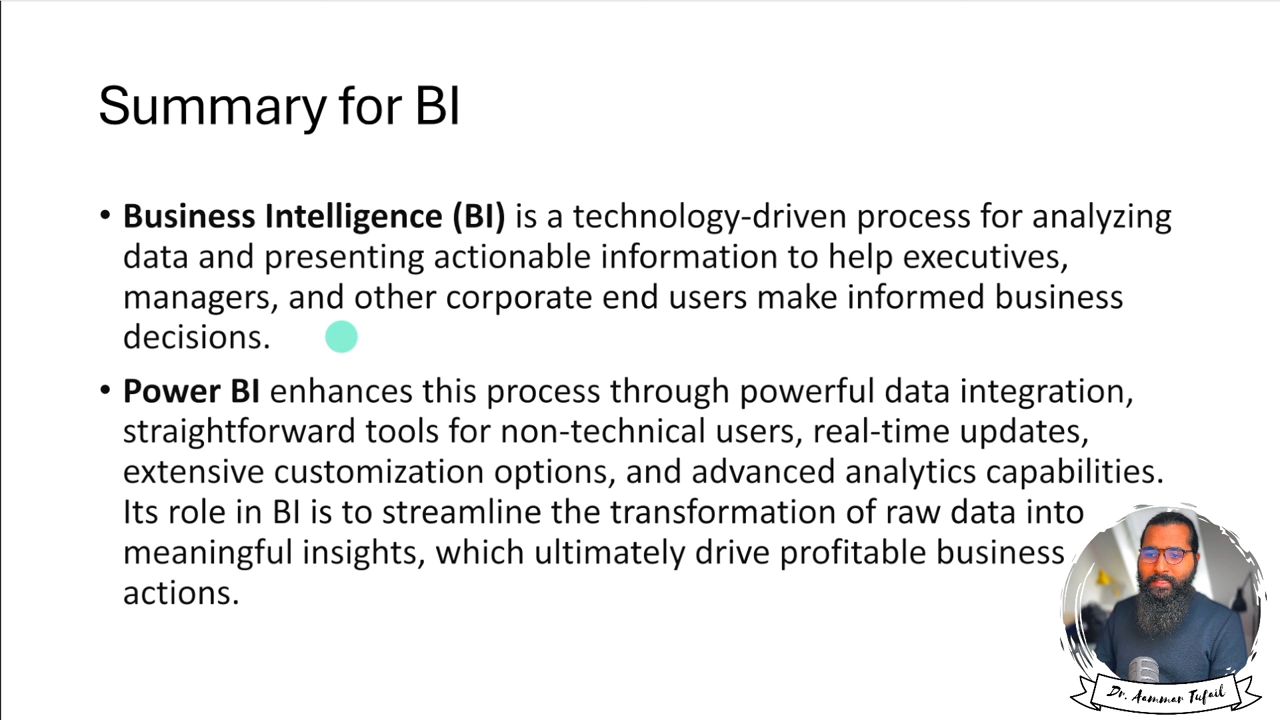 Summary for BI
• Business Intelligence (BI) is a technology-driven process for analyzing
data and presenting actionable information to help executives,
managers, and other corporate end users make informed business
decisions.
• Power BI enhances this process through powerful data integration,
straightforward tools for non-technical users, real-time updates,
extensive customization options, and advanced analytics capabilities.
Its role in BI is to streamline the transformation of raw data into
meaningful insights, which ultimately drive profitable business
actions.
Dr. Aammar Tufail